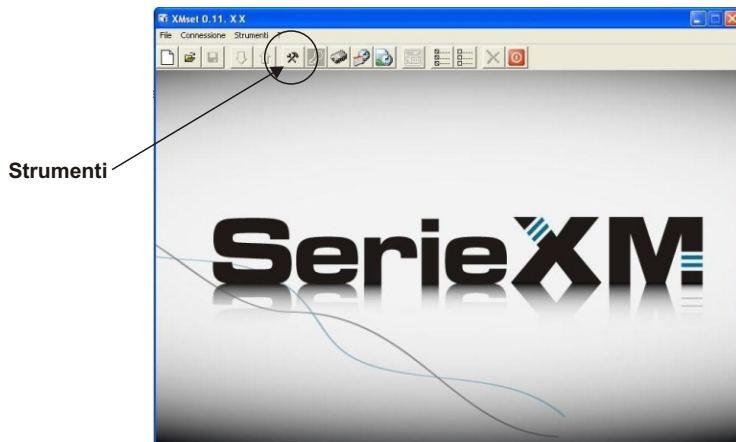 XMset 0.11. X X
File Connessione Strumenti ?
Strumenti
SerieXM